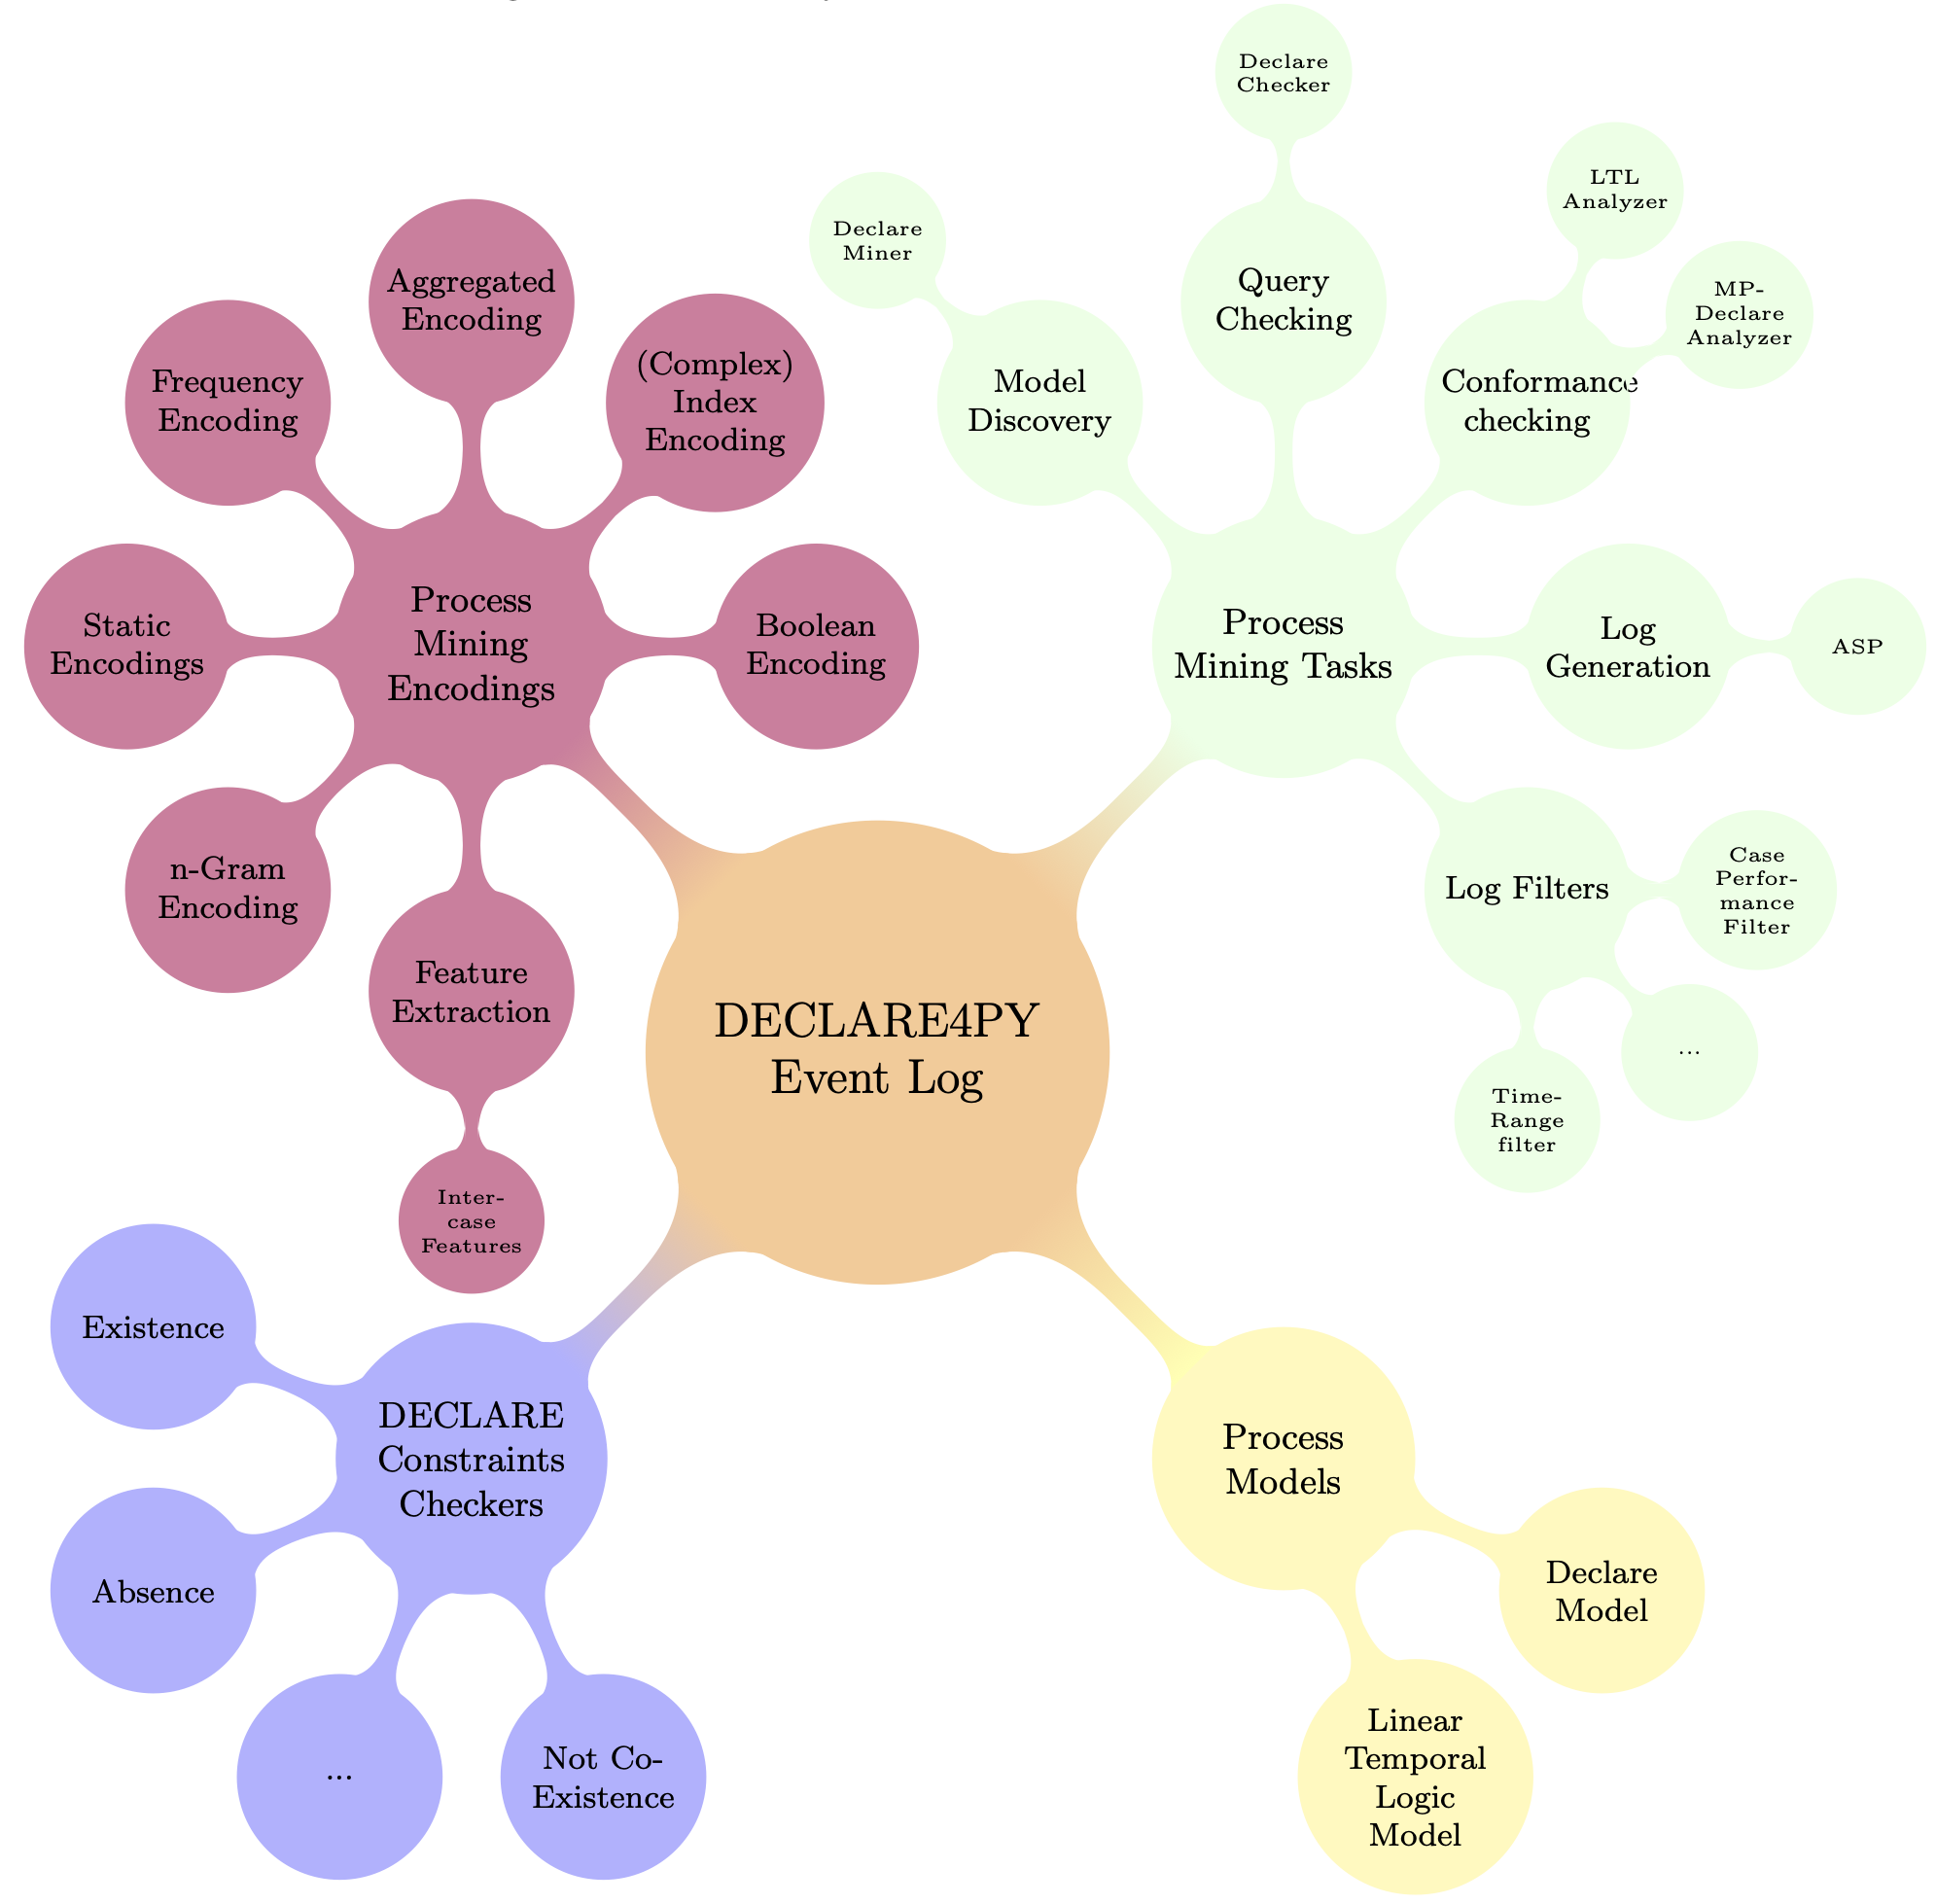 Declare
Checker
LTL
Analyzer
Declare
Miner
MP-
Declare
Analyzer
Query
Checking
Aggregated
Encoding
(Complex)
Index
Encoding
Frequency
Encoding
Model
Discovery
Conformance
checking
Process
Mining
Encodings
Static
Encodings
Boolean
Encoding
Process
Mining Tasks
Log
Generation
ASP
n-Gram
Encoding
Log Filters
Case
Perfor-
mance
Filter
Feature
Extraction
DECLARE4PY
Event Log
...
Time-
Range
filter
Inter-
case
Features
Existence
DECLARE
Constraints
Checkers
Process
Models
Absence
Declare
Model
...
Not Co-
Existence
Linear
Temporal
Logic
Model